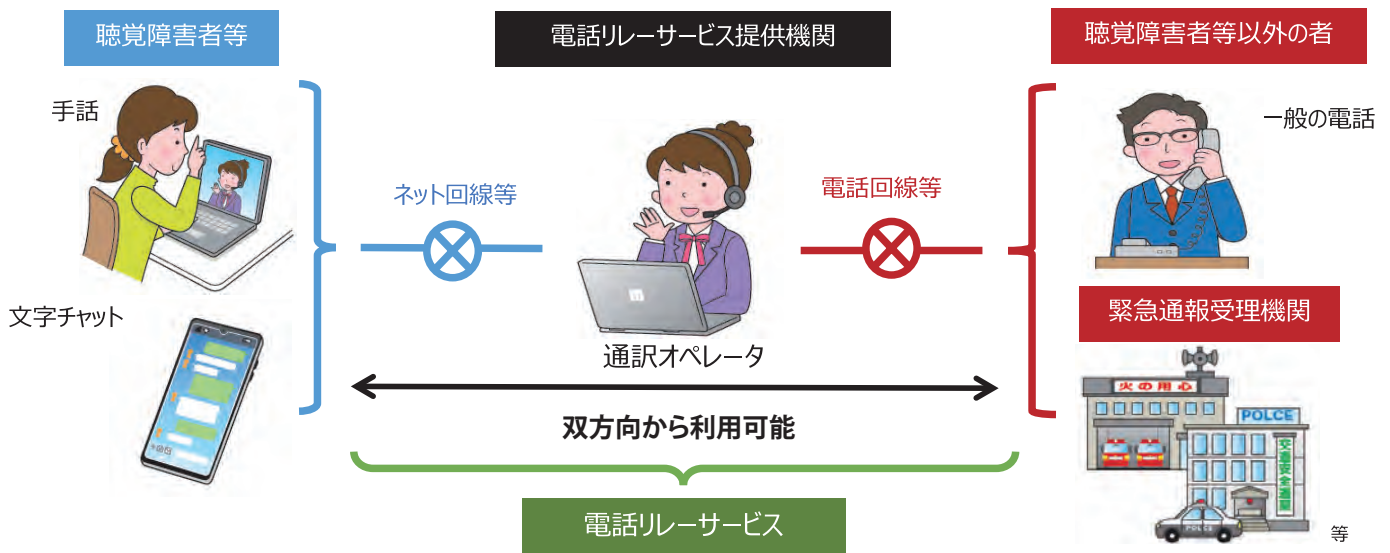 聴覚障害者等
電話リレーサービス提供機関
聴覚障害者等以外の者
手話
一般の電話
ネット回線等
電話回線等
文字チャット
通訳オペレータ
緊急通報受理機関
火の用心
POLCE
双方向から利用可能
POLICE
電話リレーサービス
等